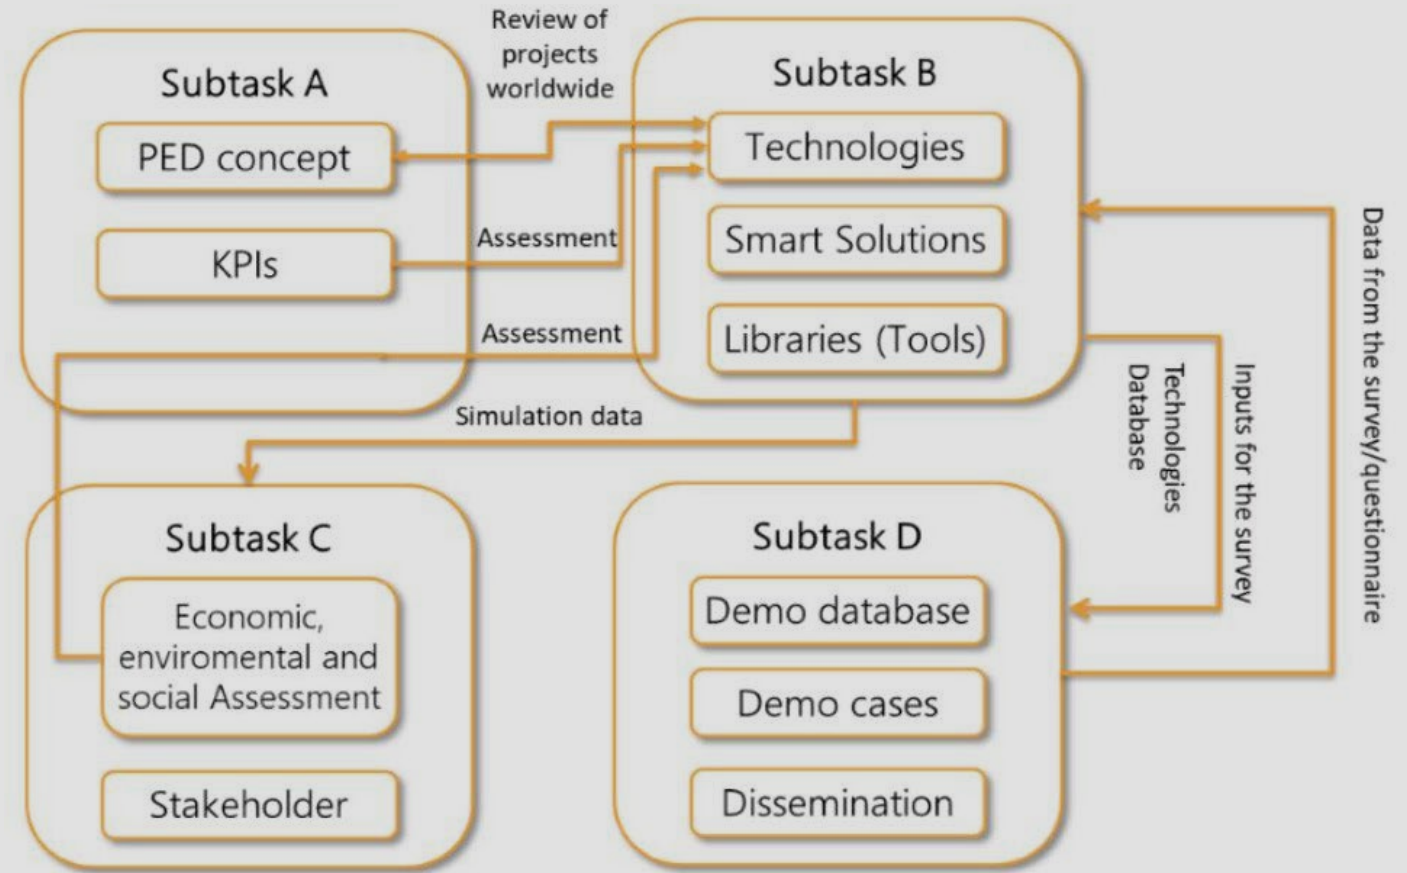 Review of
projects
worldwide
Subtask A
PED concept
KPIs
Subtask B
Technologies
Smart Solutions
Libraries (Tools)
Assessment
Assessment
Simulation data
Technologies
Database
Inputs for the survey
Data from the survey/questionnaire
Subtask C
Economic,
enviromental and
social Assessment
Stakeholder
Subtask D
Demo database
Demo cases
Dissemination